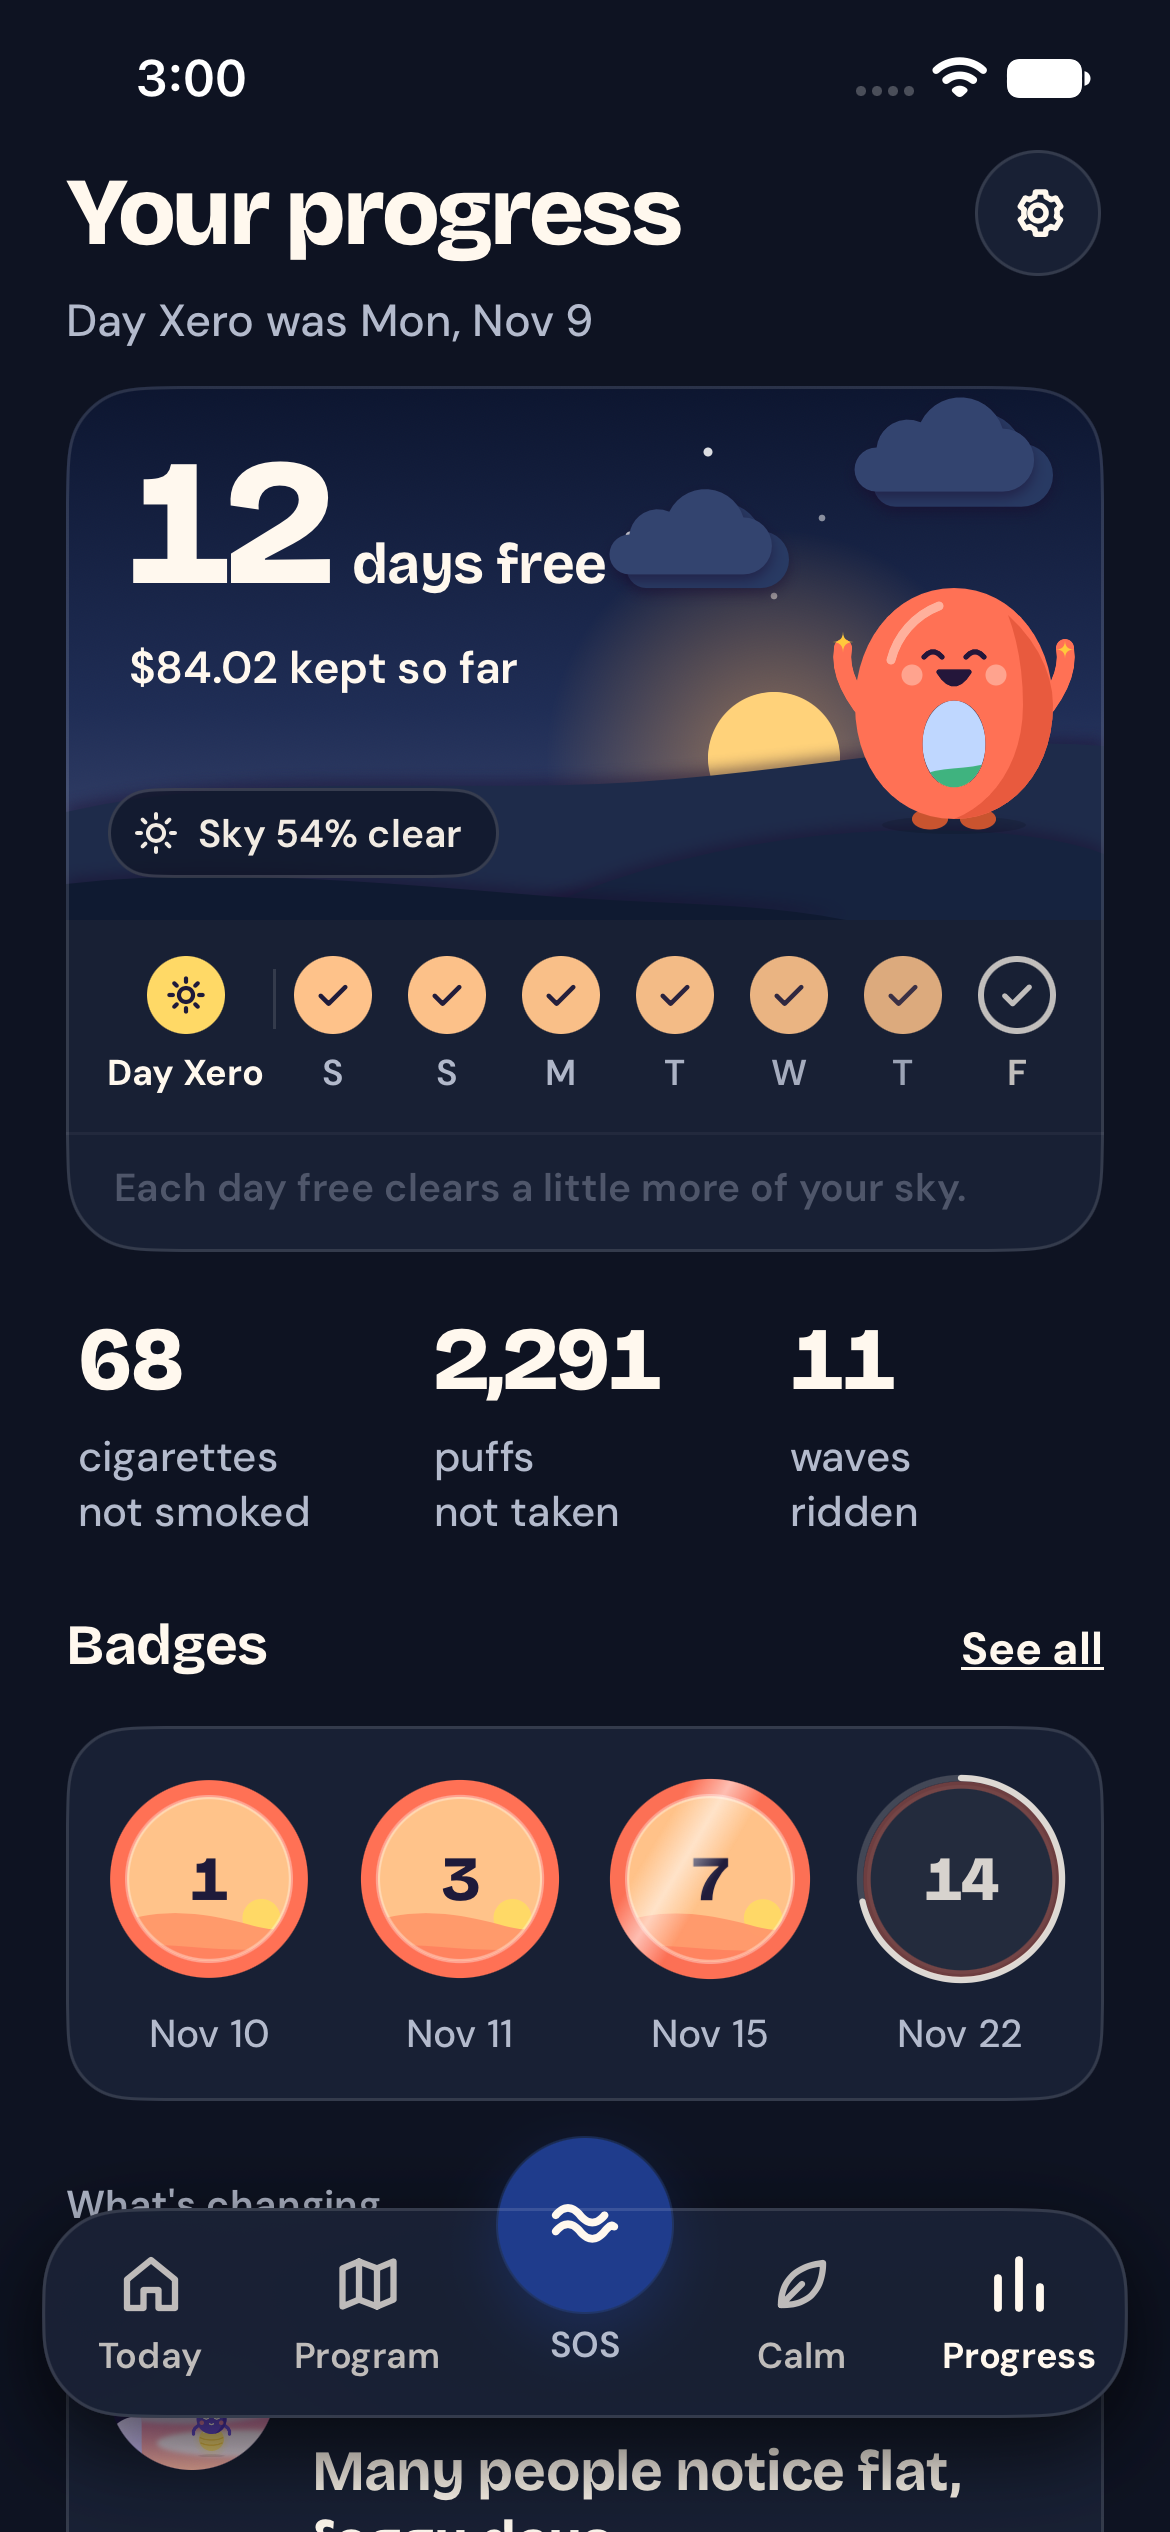 3:00
Your progress
Day Xero was Mon, Nov 9
12 days free
$84.02 kept so far
Sky 54% clear
Day Xero S S M T W T F
Each day free clears a little more of your sky.
68 2,291 11
cigarettes puffs waves
not smoked not taken ridden
Badges See all
1 3 7 14
Nov 10 Nov 11 Nov 15 Nov 22
What's changing
Today Program SOS Calm Progress
Many people notice flat,
foggy days